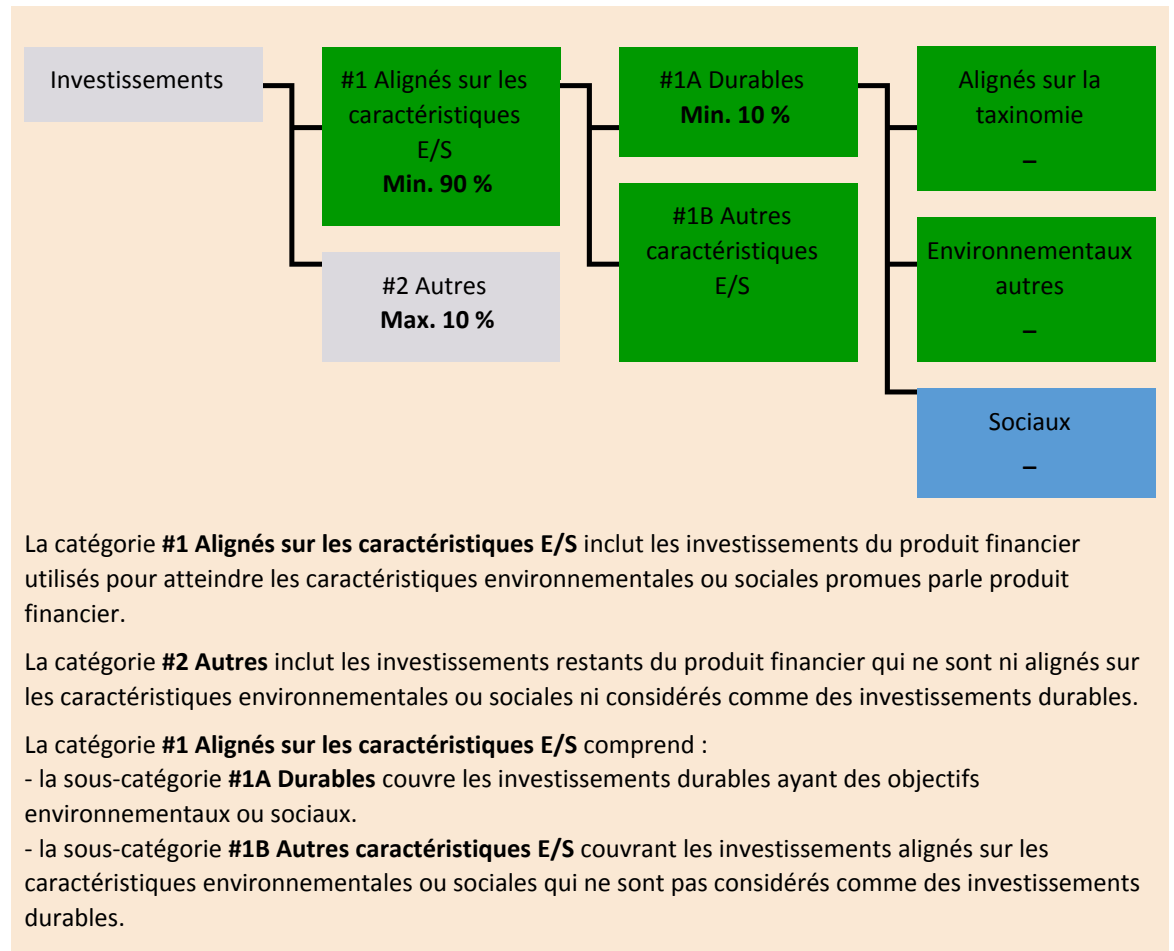 Investissements
#1 Alignés sur les
caractéristiques
E/S
Min. 90 %
#2 Autres
Max. 10 %
#1A Durables
Min. 10 %
#1B Autres
caractéristiques
E/S
Alignés sur la
taxinomie
–
Environnementaux
autres
–
Sociaux
–
La catégorie #1 Alignés sur les caractéristiques E/S inclut les investissements du produit financier
utilisés pour atteindre les caractéristiques environnementales ou sociales promues parle produit
financier.
La catégorie #2 Autres inclut les investissements restants du produit financier qui ne sont ni alignés sur
les caractéristiques environnementales ou sociales ni considérés comme des investissements durables.
La catégorie #1 Alignés sur les caractéristiques E/S comprend :
- la sous-catégorie #1A Durables couvre les investissements durables ayant des objectifs
environnementaux ou sociaux.
- la sous-catégorie #1B Autres caractéristiques E/S couvrant les investissements alignés sur les
caractéristiques environnementales ou sociales qui ne sont pas considérés comme des investissements
durables.